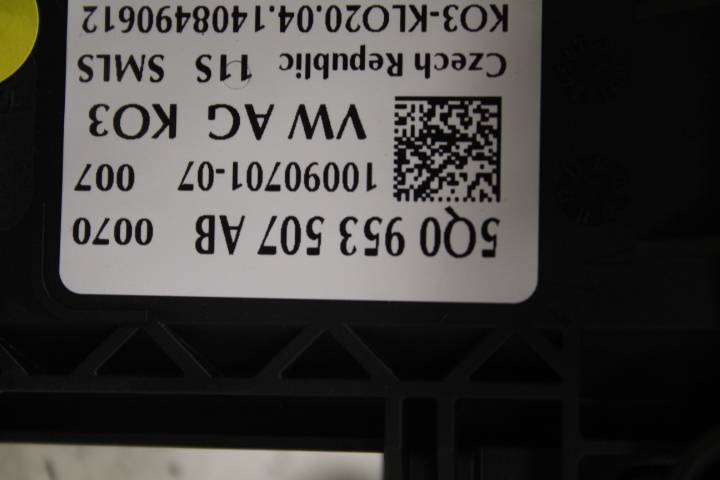 5Q0 953 507 AB 0070
10090701-07 007
VW AG KO3
Czech Republic 11S SMLS
KO3-KLO20.04.1408490612